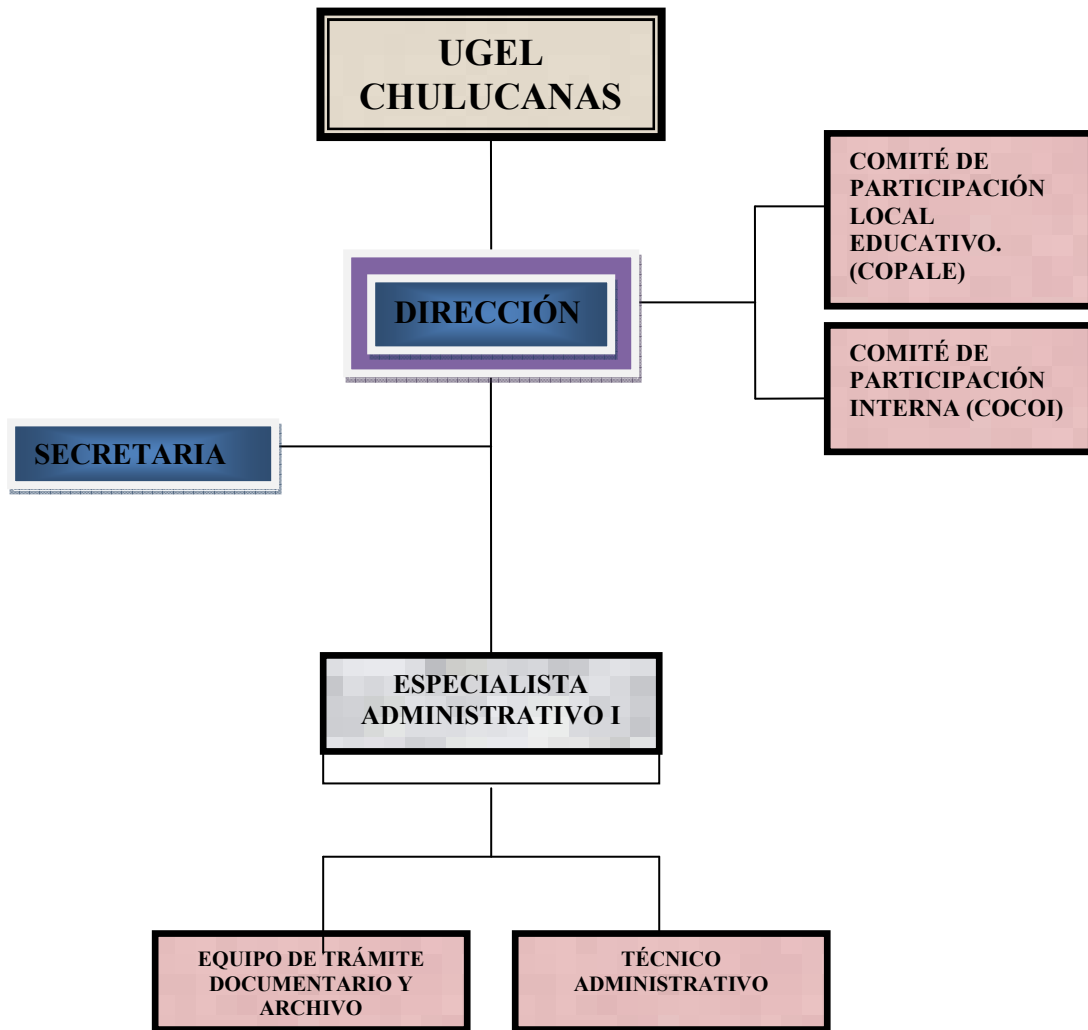 UGEL
CHULUCANAS
COMITÉ DE
PARTICIPACIÓN
LOCAL
EDUCATIVO.
(COPALE)
DIRECCIÓN
COMITÉ DE
PARTICIPACIÓN
INTERNA (COCOI)
SECRETARIA
ESPECIALISTA
ADMINISTRATIVO I
EQUIPO DE TRÁMITE
DOCUMENTARIO Y
ARCHIVO
TÉCNICO
ADMINISTRATIVO